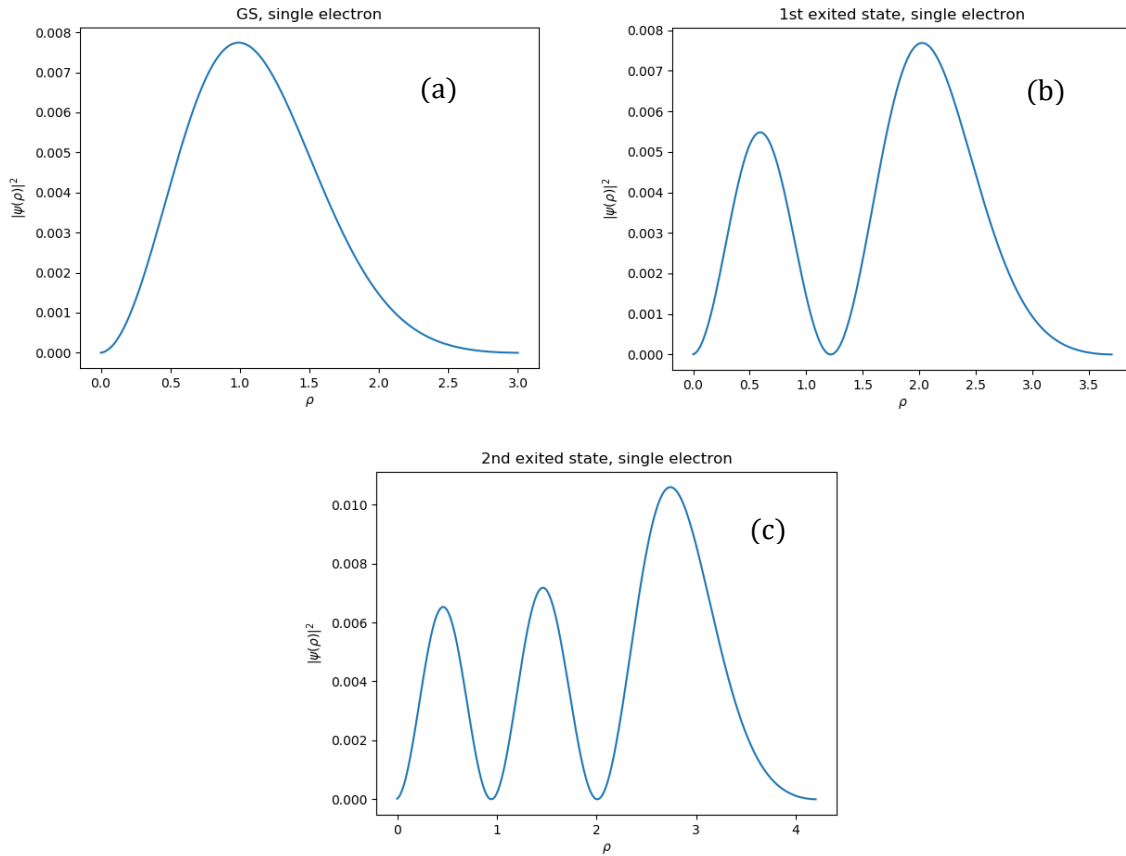 GS, single electron
0.008
0.007
0.006
0.005
0.004
0.003
0.002
0.001
0.000
|ψ(ρ)|²
(a)
0.0 0.5 1.0 1.5 2.0 2.5 3.0
ρ
1st exited state, single electron
0.008
0.007
0.006
0.005
0.004
0.003
0.002
0.001
0.000
|ψ(ρ)|²
(b)
0.0 0.5 1.0 1.5 2.0 2.5 3.0 3.5
ρ
2nd exited state, single electron
0.010
0.008
0.006
0.004
0.002
0.000
|ψ(ρ)|²
(c)
0 1 2 3 4
ρ